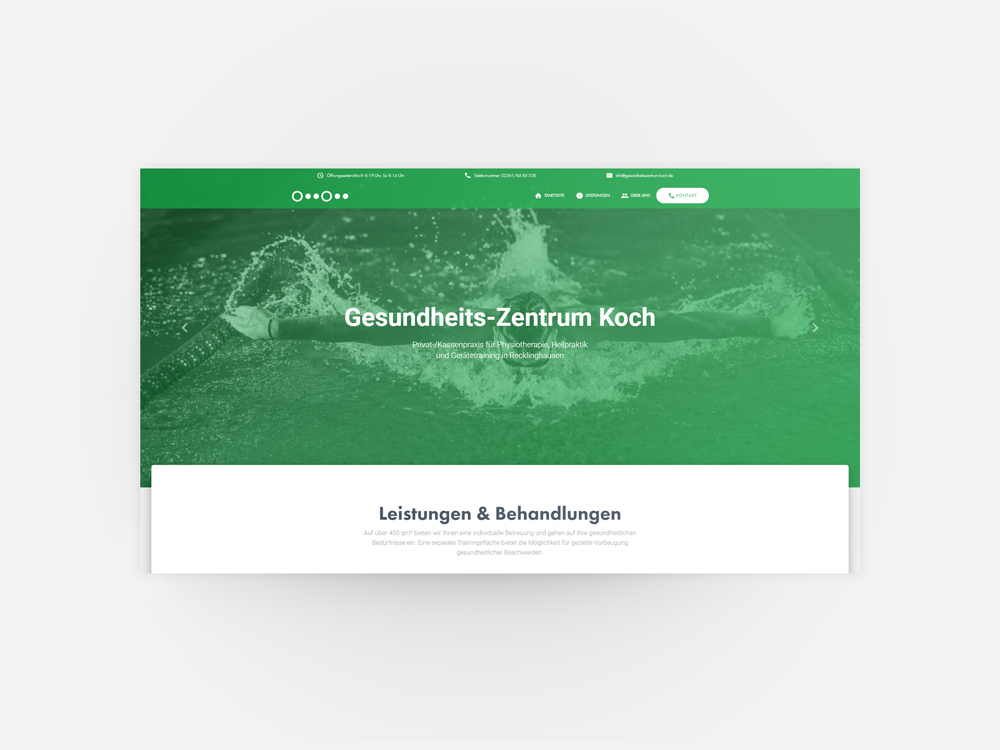 Öffnungszeiten Mo-Fr 8-19 Uhr, Sa 8-14 Uhr
Telefonnummer 02361/
info@gesundheitszentrum-koch.de
STARTSEITE
LEISTUNGEN
ÜBER UNS
KONTAKT
Gesundheits-Zentrum Koch
Privat-/Kassenpraxis für Physiotherapie, Heilpraktik
und Gerätetraining in Recklinghausen
Leistungen & Behandlungen
Auf über 400 qm² bieten wir Ihnen eine individuelle Betreuung und gehen auf Ihre gesundheitlichen
Bedürfnisse ein. Eine separate Trainingsfläche bietet die Möglichkeit für gezielte Vorbeugung
gesundheitlicher Beschwerden